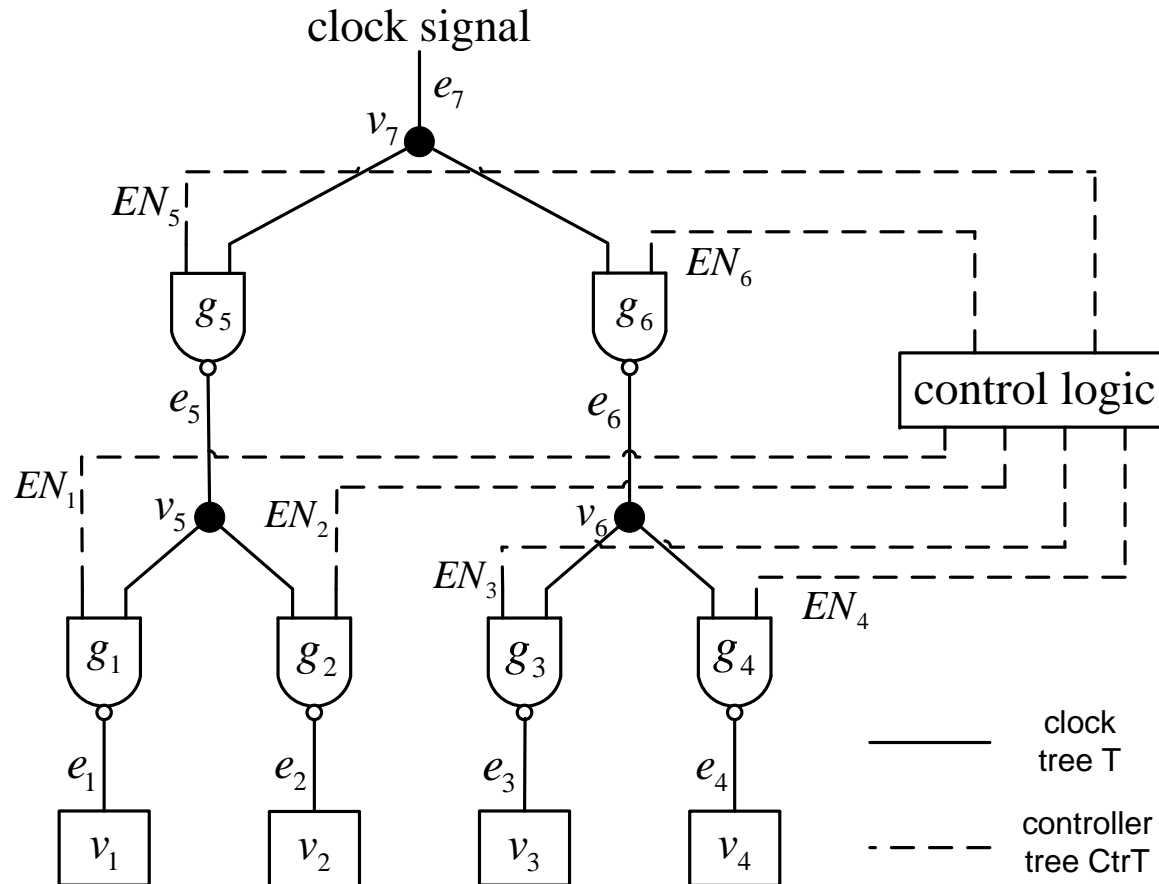 clock signal
e₇
v₇
EN₅
EN₆
g₅
g₆
control logic
e₅
e₆
EN₁
v₅
EN₂
v₆
EN₃
EN₄
g₁
g₂
g₃
g₄
e₁
e₂
e₃
e₄
clock
tree T
v₁
v₂
v₃
v₄
controller
tree CtrT